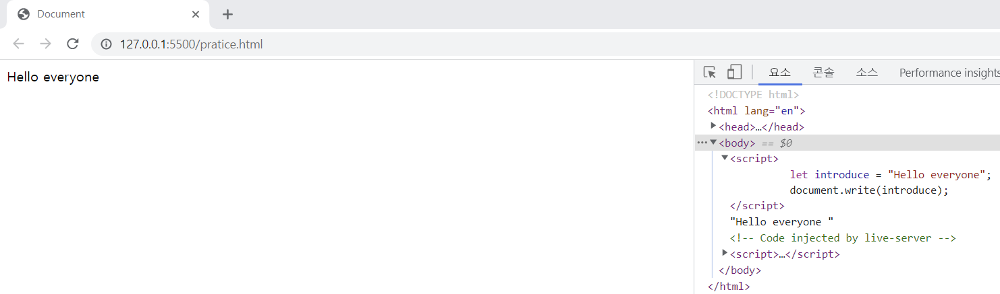 Document
127.0.0.1:5500/pratice.html
Hello everyone
요소 콘솔 소스 Performance insights
<!DOCTYPE html>
<html lang="en">
<head>…</head>
<body> == $0
<script>
let introduce = "Hello everyone";
document.write(introduce);
</script>
"Hello everyone "
<!-- Code injected by live-server -->
<script>…</script>
</body>
</html>